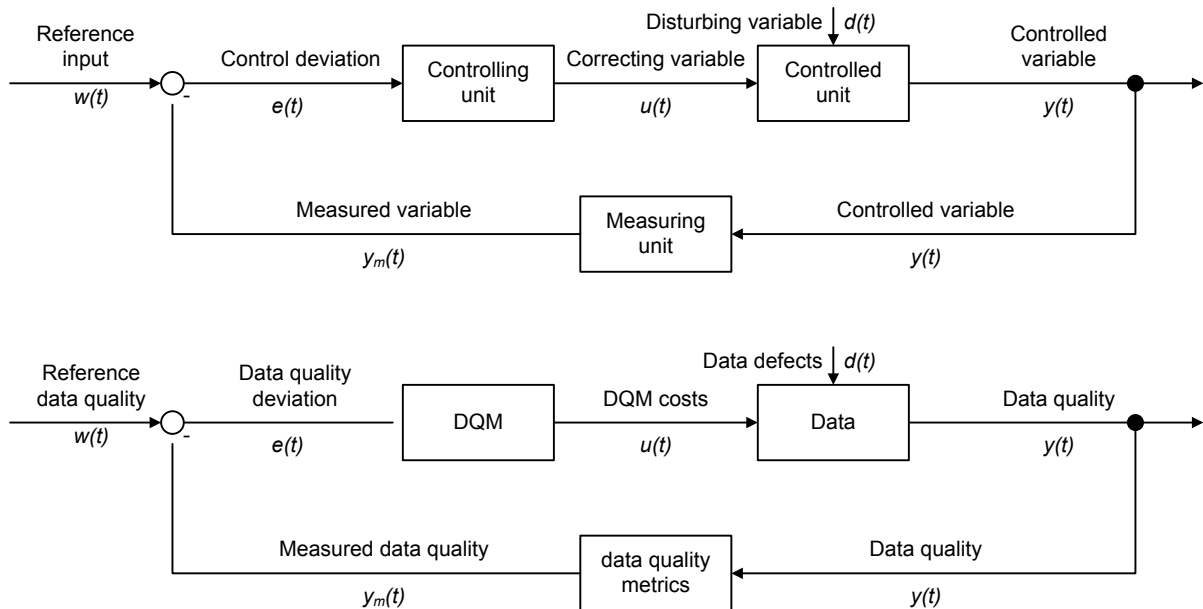 Disturbing variable d(t)
Reference
input
w(t)
-
Control deviation
e(t)
Controlling
unit
Correcting variable
u(t)
Controlled
unit
Controlled
variable
y(t)
Measured variable
yₘ(t)
Measuring
unit
Controlled variable
y(t)
Data defects d(t)
Reference
data quality
w(t)
-
Data quality
deviation
e(t)
DQM
DQM costs
u(t)
Data
Data quality
y(t)
Measured data quality
yₘ(t)
data quality
metrics
Data quality
y(t)